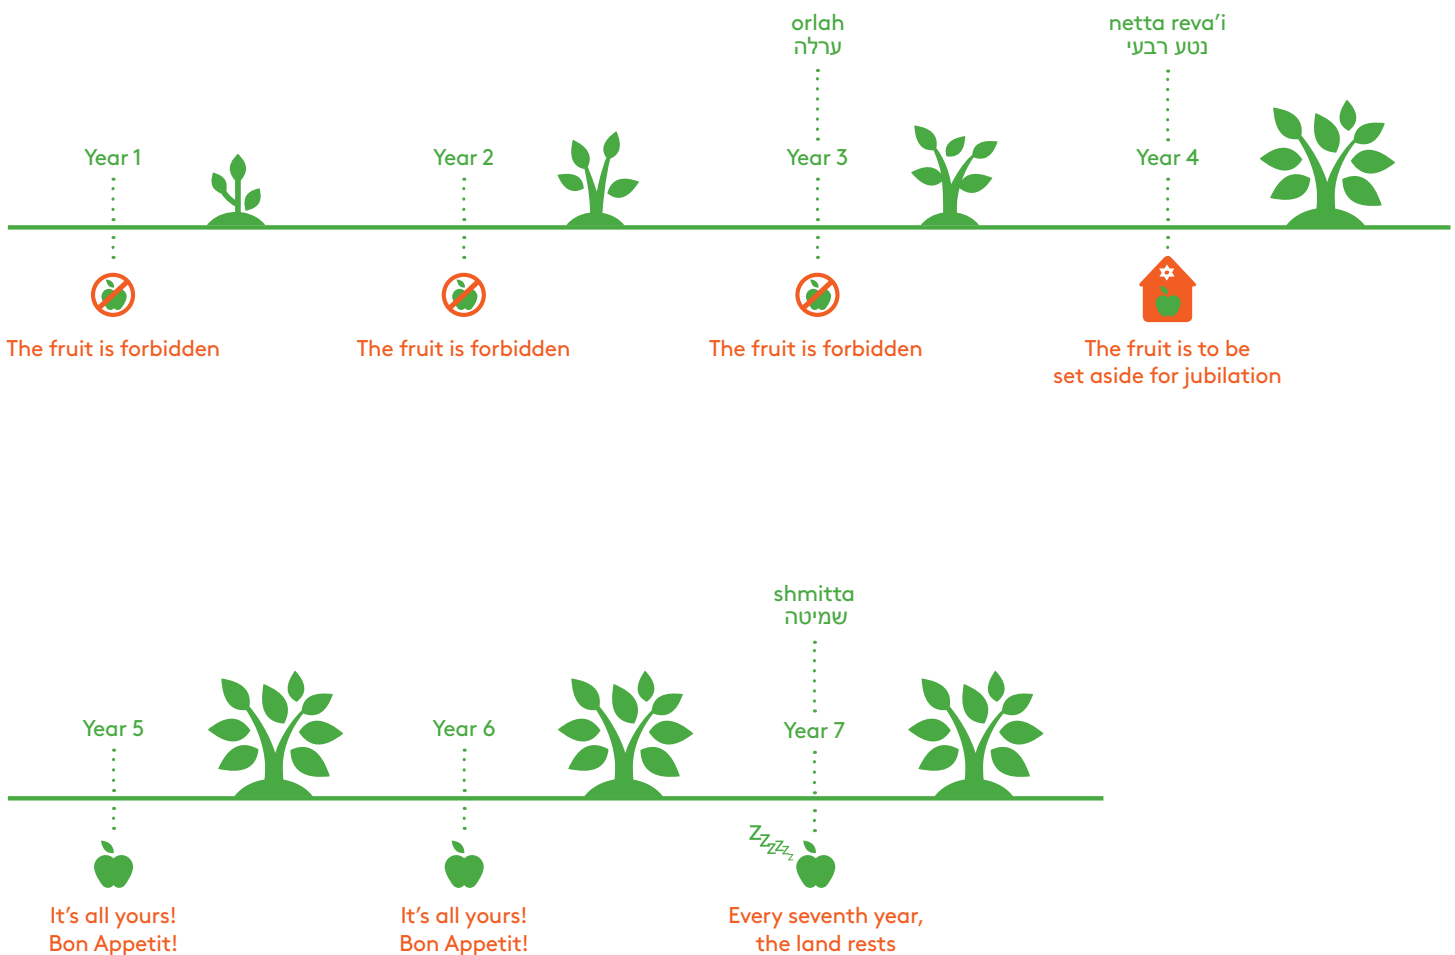 orlah
ערלה
netta reva’i
נטע רבעי
Year 1
Year 2
Year 3
Year 4
The fruit is forbidden
The fruit is forbidden
The fruit is forbidden
The fruit is to be
set aside for jubilation
shmitta
שמיטה
Year 5
Year 6
Year 7
Zzzzzz
It’s all yours!
Bon Appetit!
It’s all yours!
Bon Appetit!
Every seventh year,
the land rests